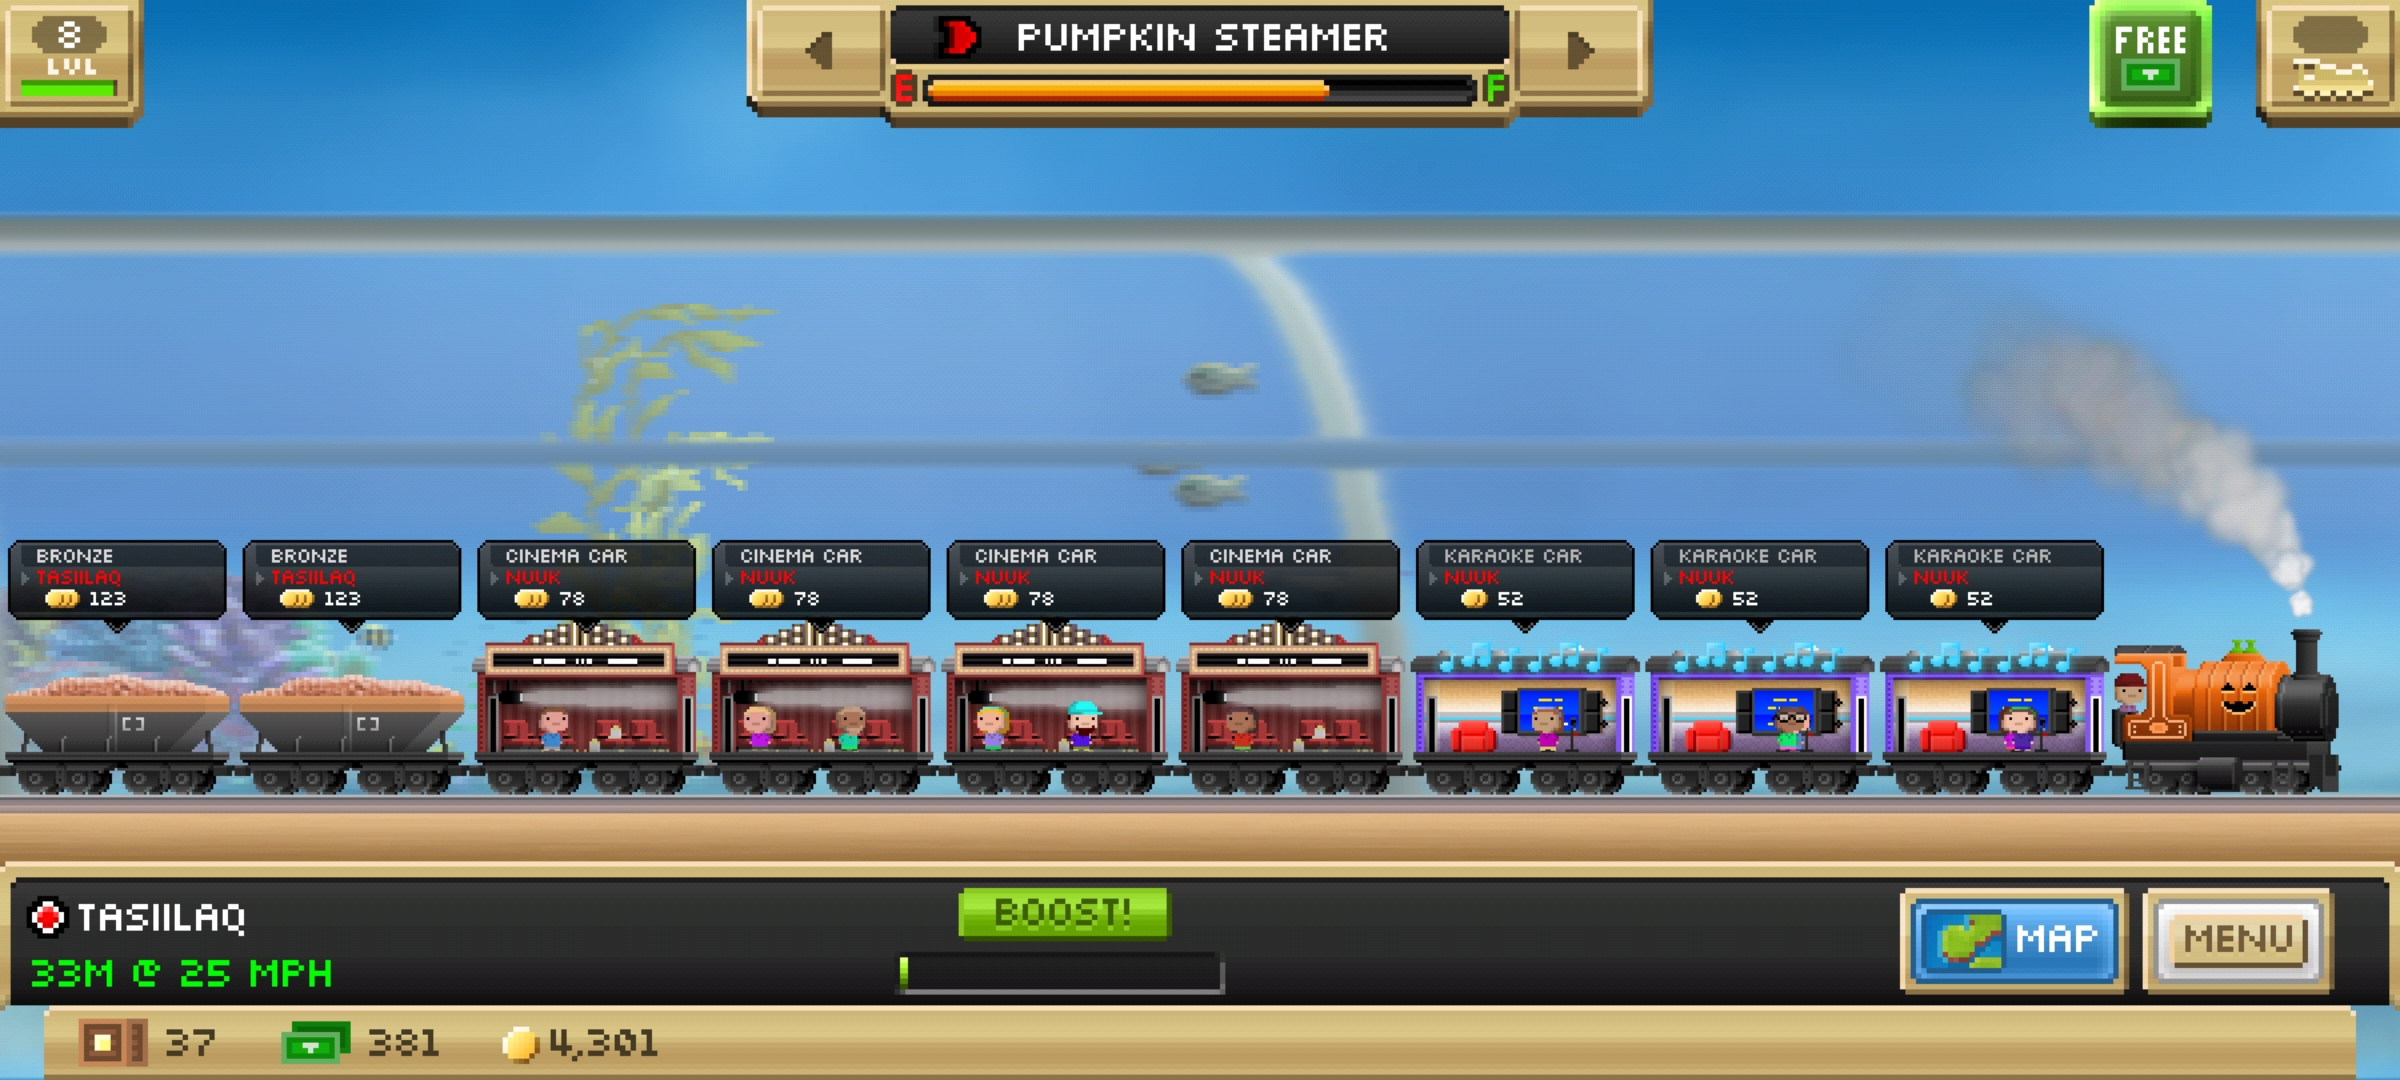 8
LVL
PUMPKIN STEAMER
E
F
FREE
BRONZE
TASIILAQ
123
BRONZE
TASIILAQ
123
CINEMA CAR
NUUK
78
CINEMA CAR
NUUK
78
CINEMA CAR
NUUK
78
CINEMA CAR
NUUK
78
KARAOKE CAR
NUUK
52
KARAOKE CAR
NUUK
52
KARAOKE CAR
NUUK
52
TASIILAQ
33M @ 25 MPH
BOOST!
MAP
MENU
37
381
4,301